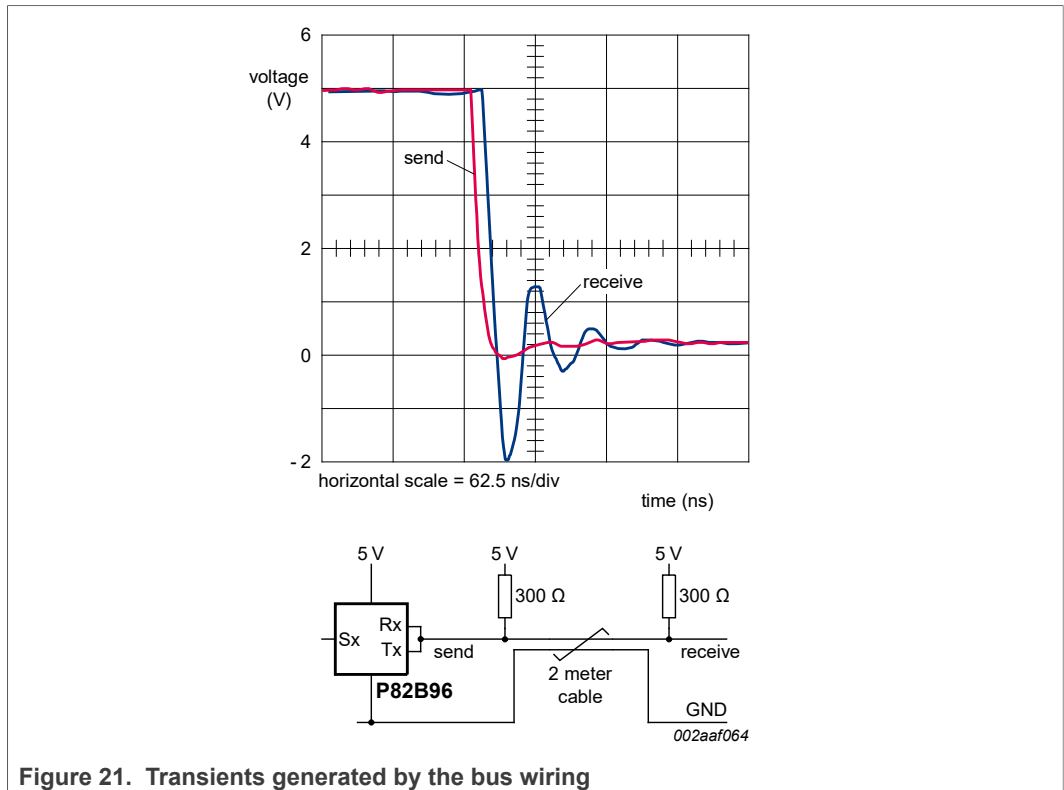 6
voltage
(V)
4
send
2
receive
0
- 2
horizontal scale = 62.5 ns/div
time (ns)
5 V
5 V
5 V
300 Ω
300 Ω
Rx
Sx
Tx
send
receive
2 meter
cable
P82B96
GND
002aaf064
Figure 21. Transients generated by the bus wiring